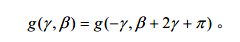 g(γ, β) = g(−γ, β + 2γ + π) 。